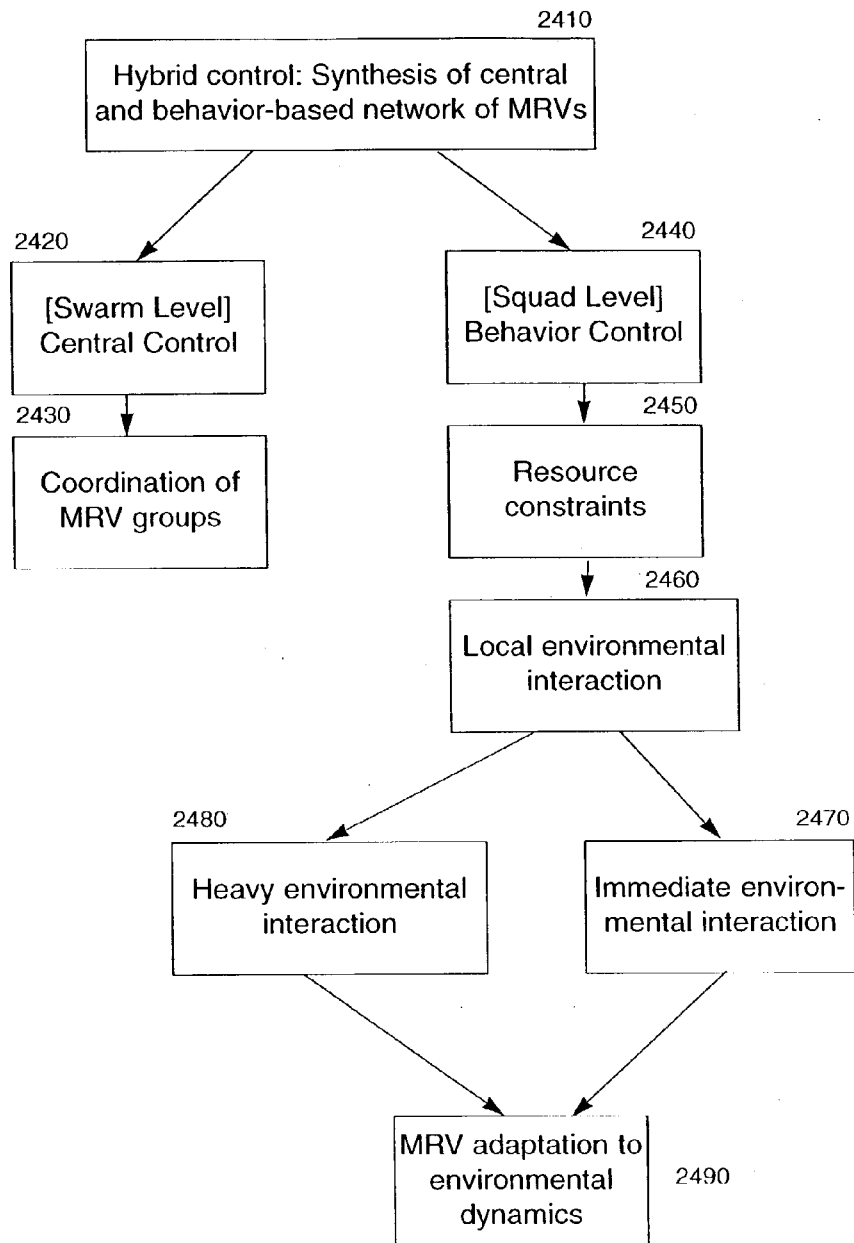 2410
Hybrid control: Synthesis of central
and behavior-based network of MRVs
2420
[Swarm Level]
Central Control
2440
[Squad Level]
Behavior Control
2430
Coordination of
MRV groups
2450
Resource
constraints
2460
Local environmental
interaction
2480
Heavy environmental
interaction
2470
Immediate environ-
mental interaction
MRV adaptation to
environmental
dynamics
2490